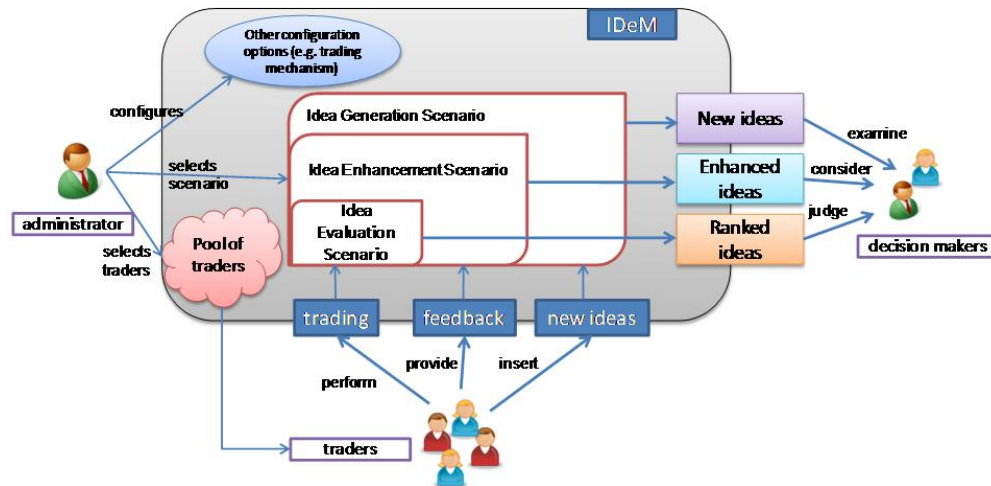 IDeM
Other configuration
options (e.g. trading
mechanism)
configures
Idea Generation Scenario
New ideas
examine
selects
scenario
Idea Enhancement Scenario
Enhanced
ideas
consider
administrator
Idea
Evaluation
Scenario
Ranked
ideas
judge
decision makers
selects
traders
Pool of
traders
trading
feedback
new ideas
perform
provide
insert
traders